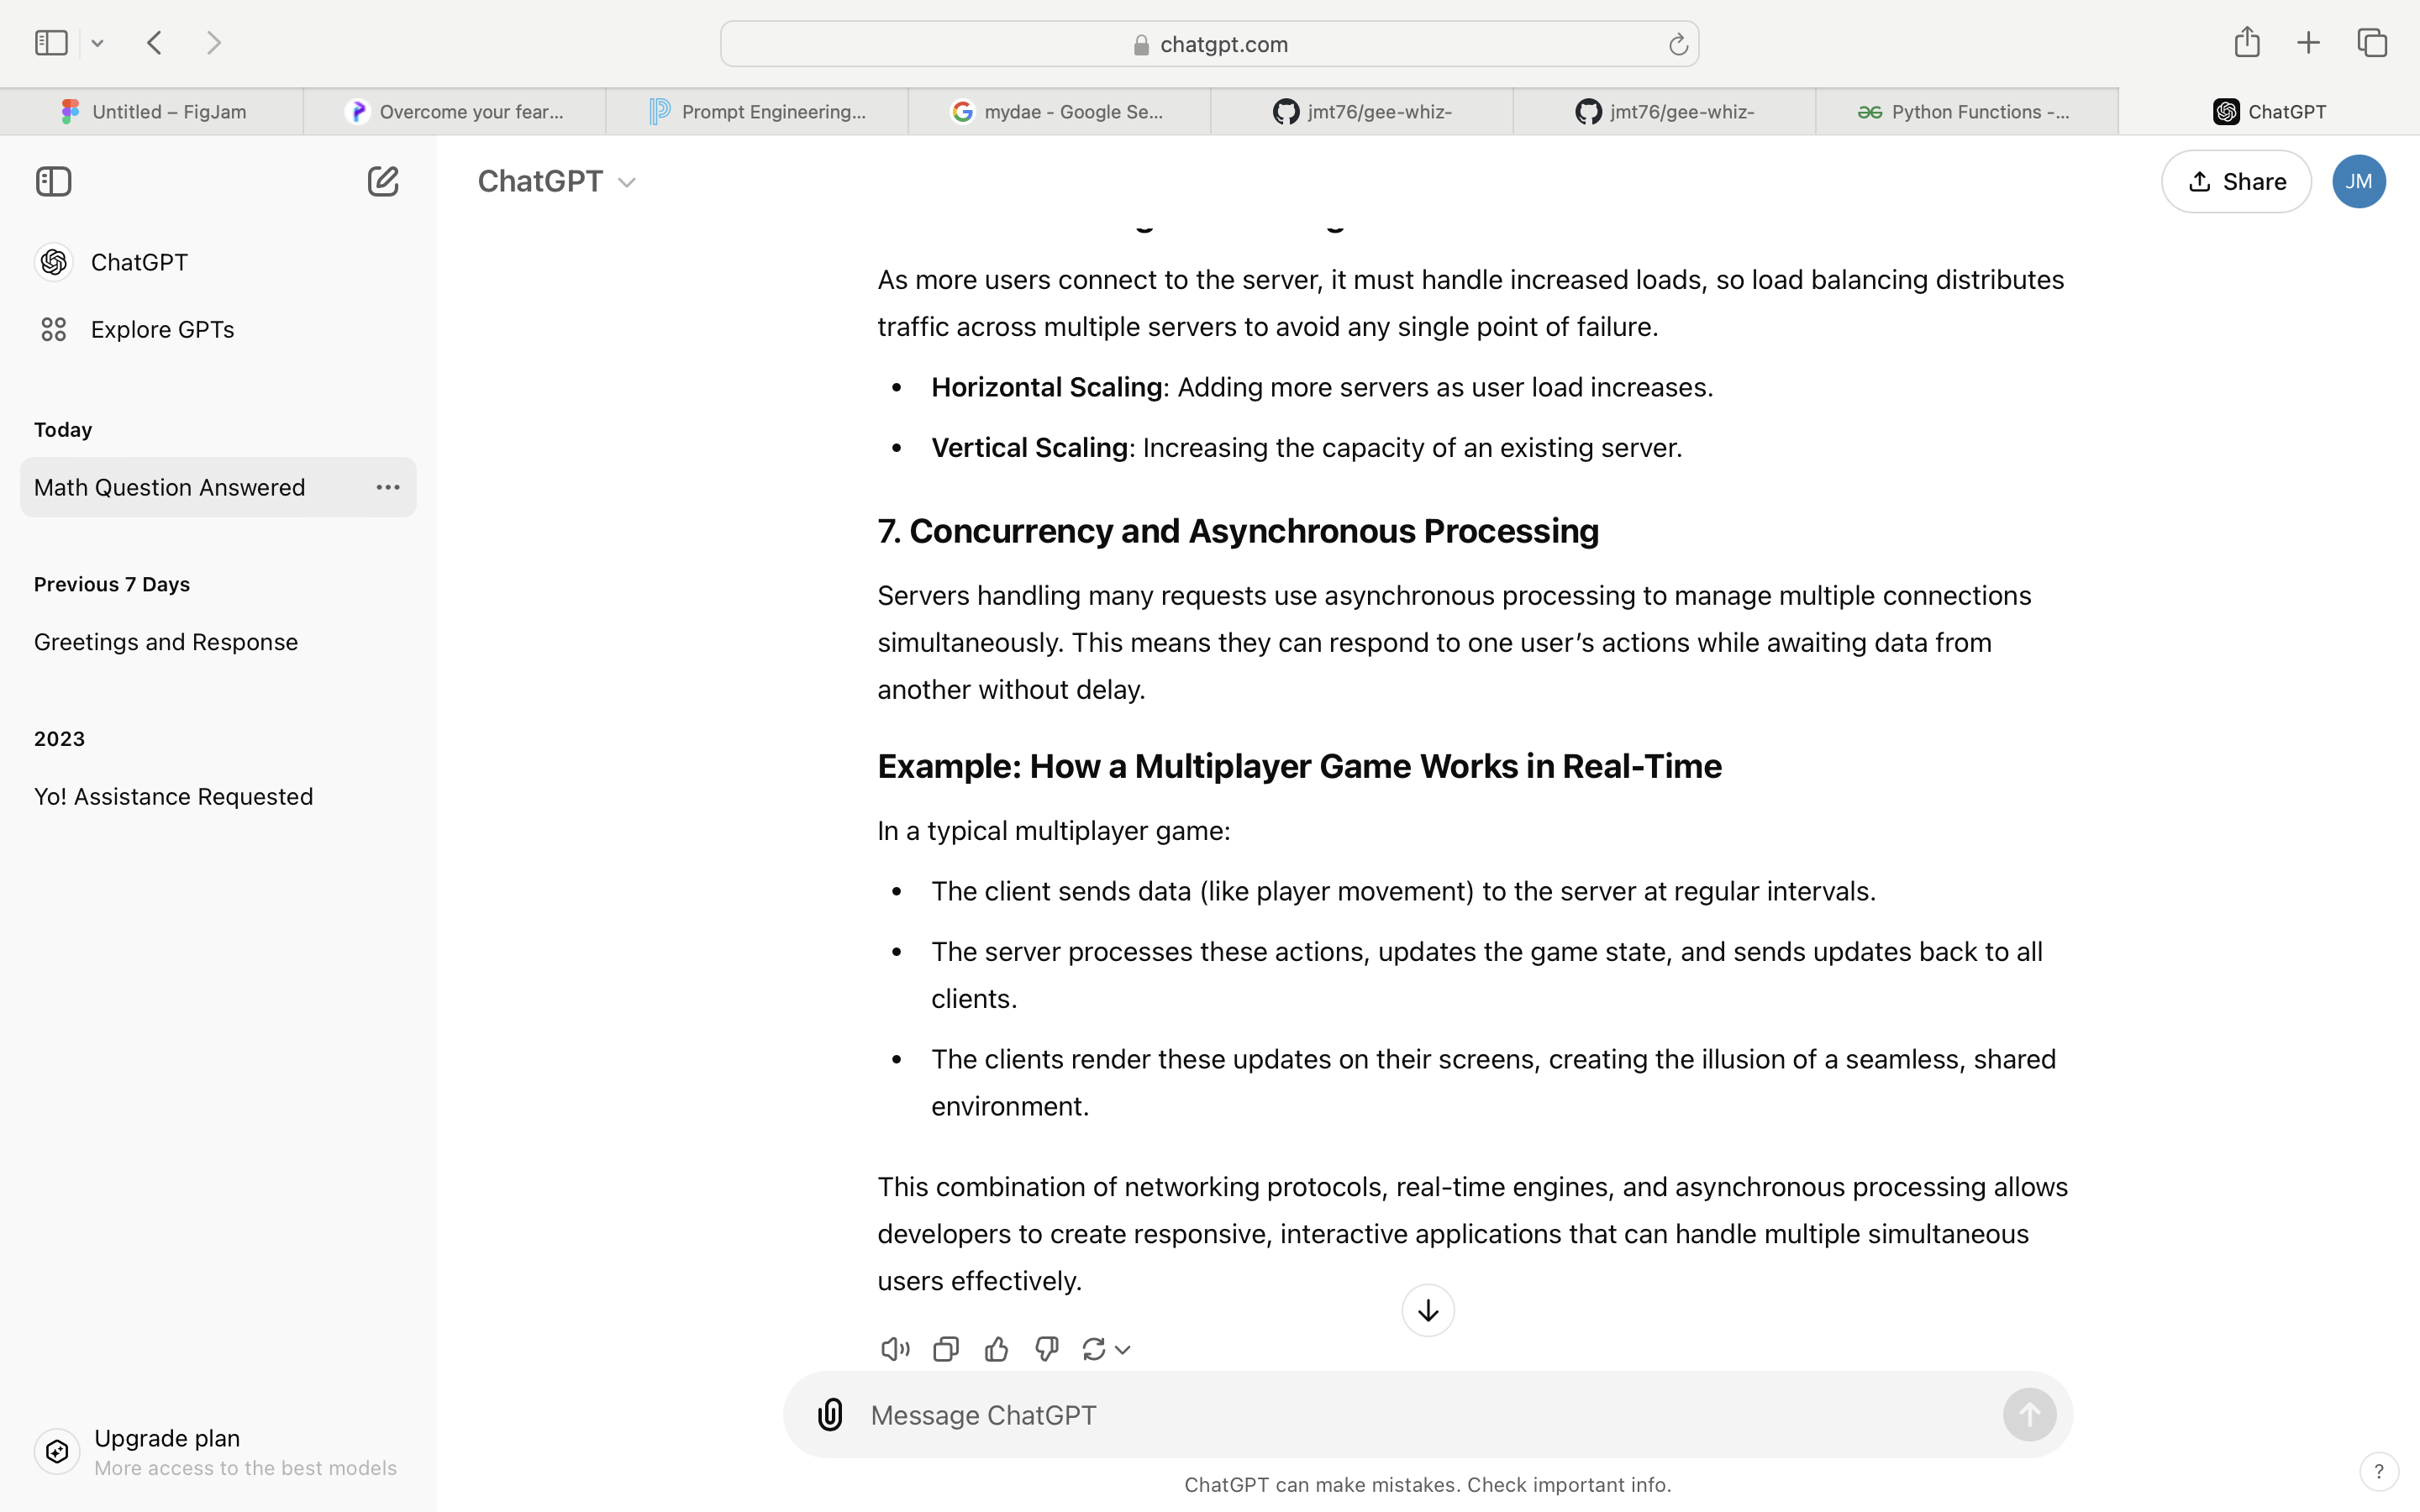 chatgpt.com
Untitled – FigJam
Overcome your fear...
Prompt Engineering...
mydae - Google Se...
jmt76/gee-whiz-
jmt76/gee-whiz-
Python Functions -...
ChatGPT
ChatGPT
Share
JM
ChatGPT
Explore GPTs
Today
Math Question Answered
Previous 7 Days
Greetings and Response
2023
Yo! Assistance Requested
Upgrade plan
More access to the best models
As more users connect to the server, it must handle increased loads, so load balancing distributes
traffic across multiple servers to avoid any single point of failure.
• Horizontal Scaling: Adding more servers as user load increases.
• Vertical Scaling: Increasing the capacity of an existing server.
7. Concurrency and Asynchronous Processing
Servers handling many requests use asynchronous processing to manage multiple connections
simultaneously. This means they can respond to one user’s actions while awaiting data from
another without delay.
Example: How a Multiplayer Game Works in Real-Time
In a typical multiplayer game:
• The client sends data (like player movement) to the server at regular intervals.
• The server processes these actions, updates the game state, and sends updates back to all
clients.
• The clients render these updates on their screens, creating the illusion of a seamless, shared
environment.
This combination of networking protocols, real-time engines, and asynchronous processing allows
developers to create responsive, interactive applications that can handle multiple simultaneous
users effectively.
Message ChatGPT
ChatGPT can make mistakes. Check important info.
?